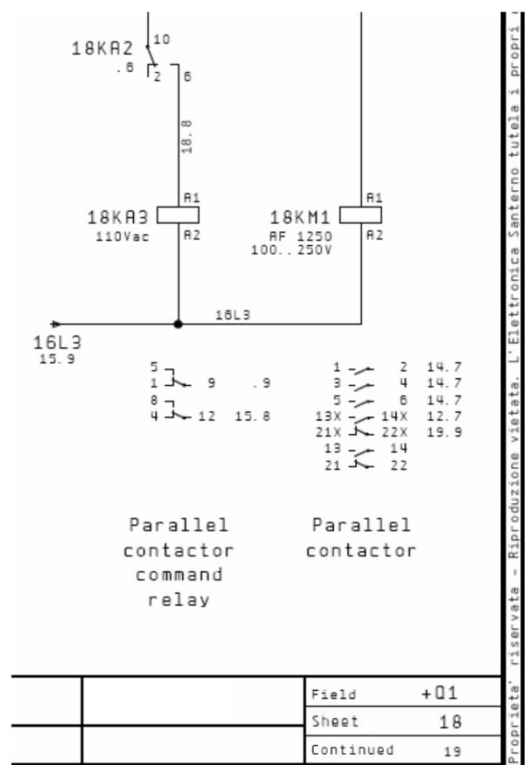 18KA2
10
.6
2
6
18.8
A1
18KA3
110Vac
A2
A1
18KM1
AF 1250
100..250V
A2
16L3
16L3
15.9
5
1 9 .9
8
4 12 15.8
1 2 14.7
3 4 14.7
5 6 14.7
13X 14X 12.7
21X 22X 19.9
13 14
21 22
Parallel
contactor
command
relay
Parallel
contactor
Field +Q1
Sheet 18
Continued 19
Proprieta' riservata - Riproduzione vietata. L'Elettronica Santerno tutela i propri